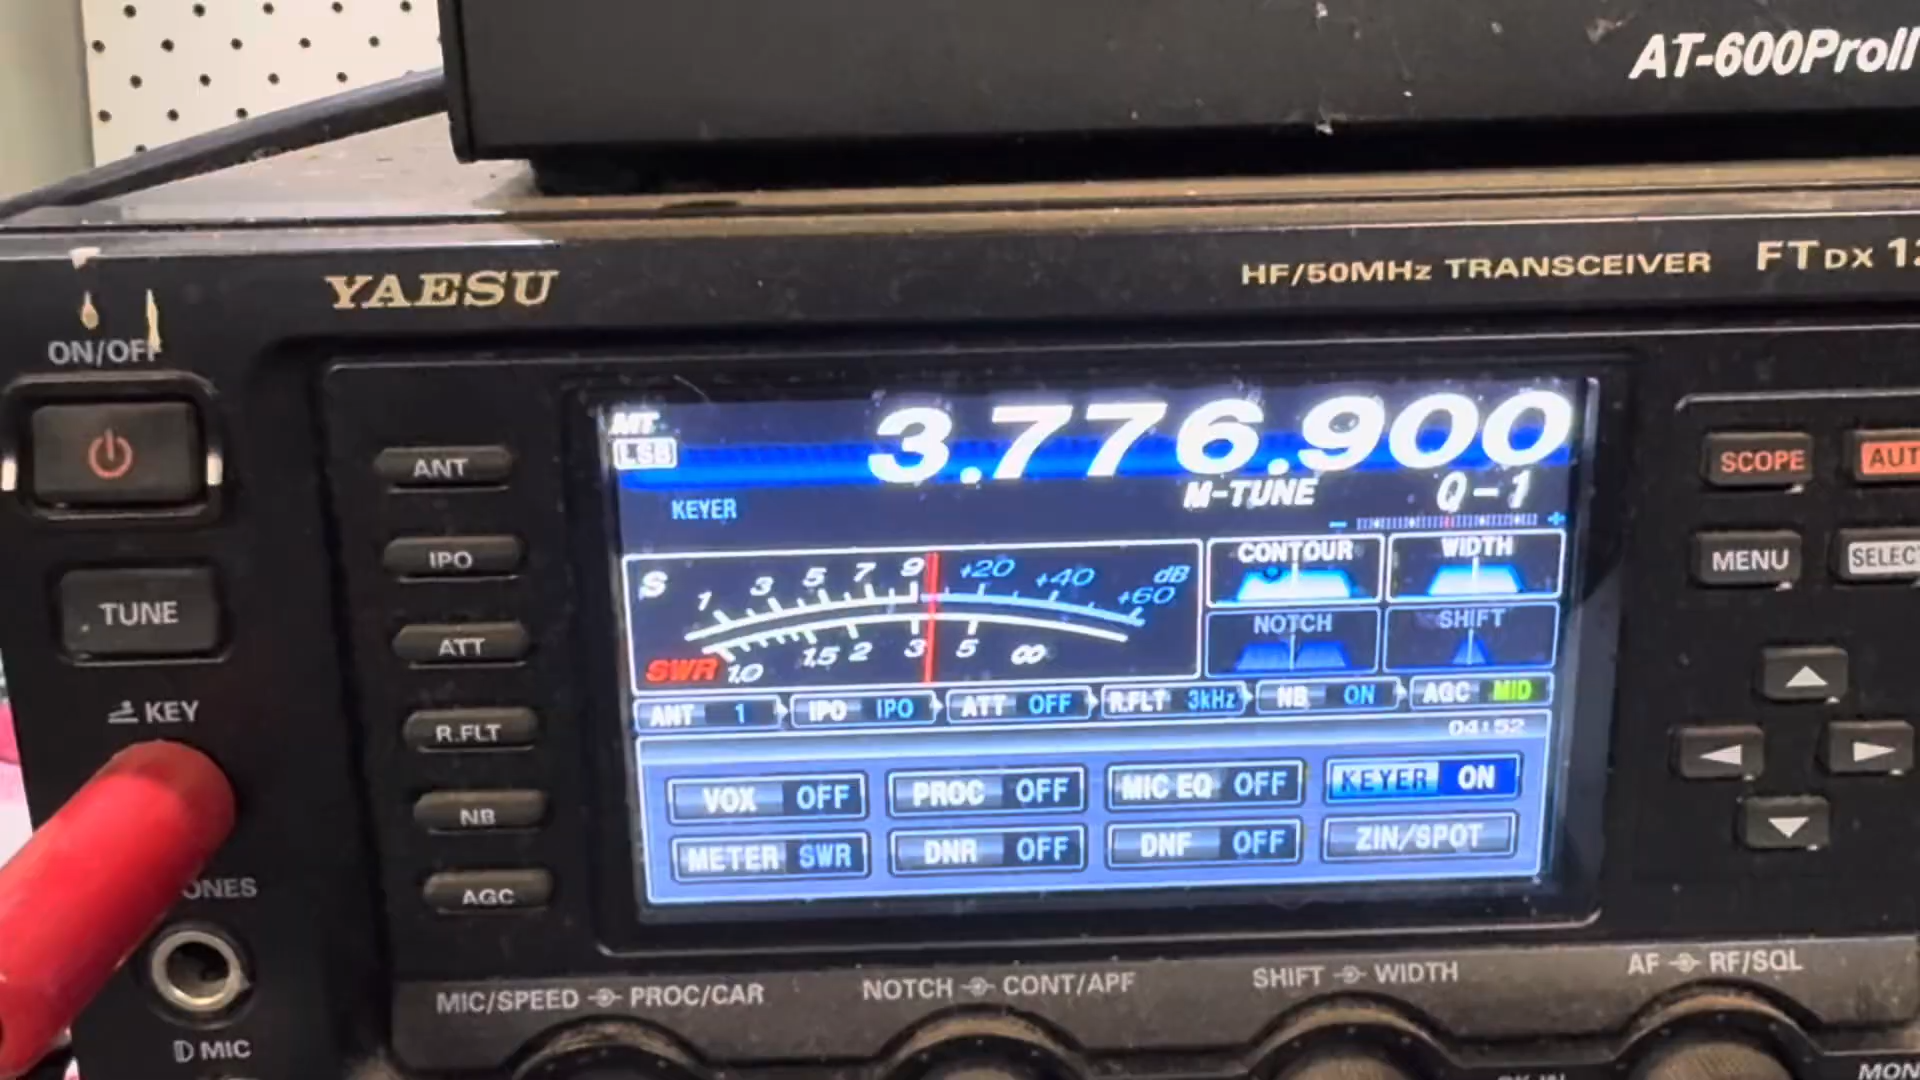 AT-600ProII
YAESU
HF/50MHz TRANSCEIVER FTDX 12
ON/OFF
TUNE
KEY
ONES
MIC
ANT
IPO
ATT
R.FLT
NB
AGC
MT
LSB
3.776.900
M-TUNE Q-1
KEYER
- +
S 1 3 5 7 9 +20 +40 +60 dB
SWR 1.0 1.5 2 3 5 ∞
CONTOUR WIDTH
NOTCH SHIFT
ANT 1 IPO IPO ATT OFF R.FLT 3kHz NB ON AGC MID
04:52
VOX OFF PROC OFF MIC EQ OFF KEYER ON
METER SWR DNR OFF DNF OFF ZIN/SPOT
SCOPE AUT
MENU SELECT
MIC/SPEED PROC/CAR NOTCH CONT/APF SHIFT WIDTH AF RF/SQL
MON